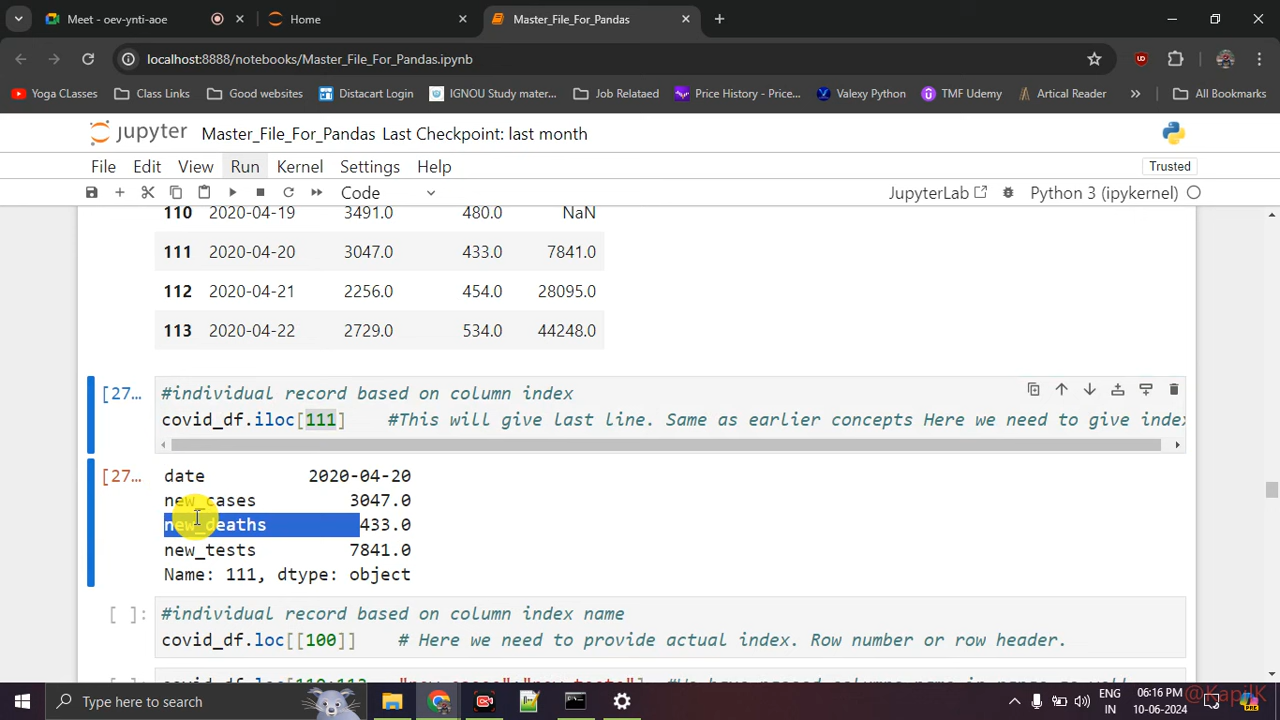 Meet - oev-ynti-aoe
Home
Master_File_For_Pandas
localhost:8888/notebooks/Master_File_For_Pandas.ipynb
Yoga CLasses
Class Links
Good websites
Distacart Login
IGNOU Study mater...
Job Relataed
Price History - Price...
Valexy Python
TMF Udemy
Artical Reader
All Bookmarks
jupyter Master_File_For_Pandas Last Checkpoint: last month
File Edit View Run Kernel Settings Help
Trusted
Code
JupyterLab
Python 3 (ipykernel)
110 2020-04-19 3491.0 480.0 NaN
111 2020-04-20 3047.0 433.0 7841.0
112 2020-04-21 2256.0 454.0 28095.0
113 2020-04-22 2729.0 534.0 44248.0
[27... #individual record based on column index
covid_df.iloc[111] #This will give last line. Same as earlier concepts Here we need to give index
[27... date 2020-04-20
new_cases 3047.0
new_deaths 433.0
new_tests 7841.0
Name: 111, dtype: object
[ ]: #individual record based on column index name
covid_df.loc[[100]] # Here we need to provide actual index. Row number or row header.
Type here to search
ENG
IN
06:16 PM
10-06-2024
@KapilK